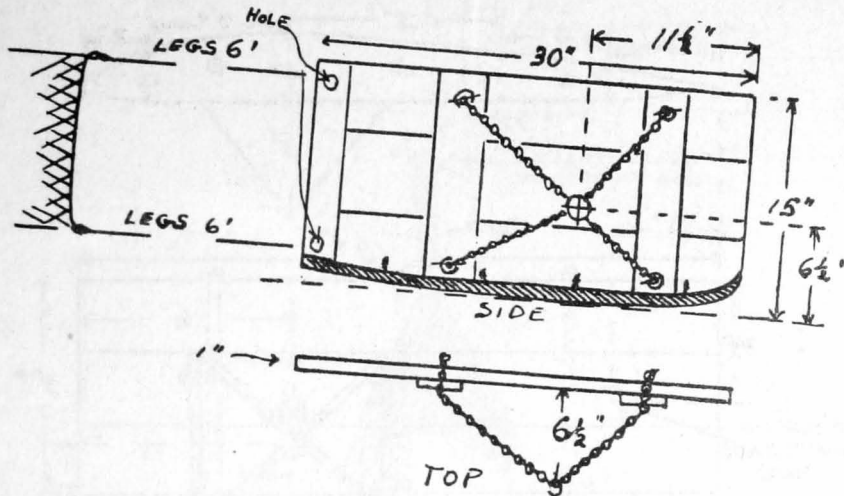 HOLE
LEGS 6'
30"
11½"
15"
LEGS 6'
6½"
SIDE
1"
6½"
TOP